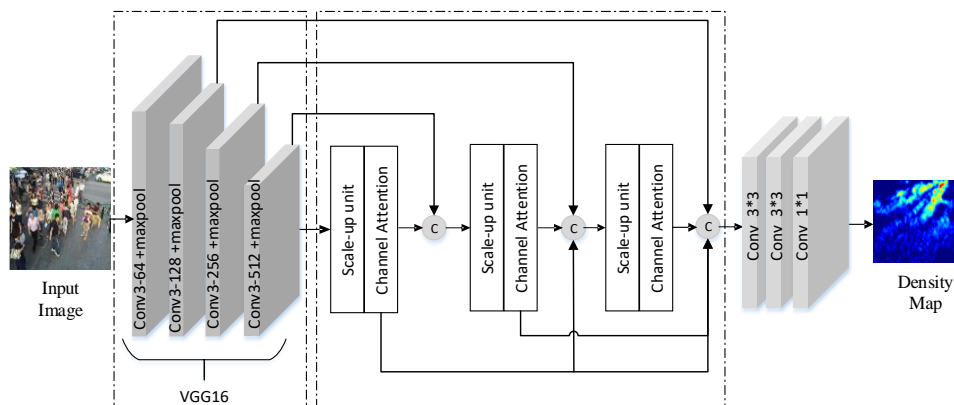 Input
Image
Conv3-64 +maxpool
Conv3-128 +maxpool
Conv3-256 +maxpool
Conv3-512 +maxpool
VGG16
Scale-up unit
Channel Attention
C
Scale-up unit
Channel Attention
C
Scale-up unit
Channel Attention
C
Conv 3*3
Conv 3*3
Conv 1*1
Density
Map